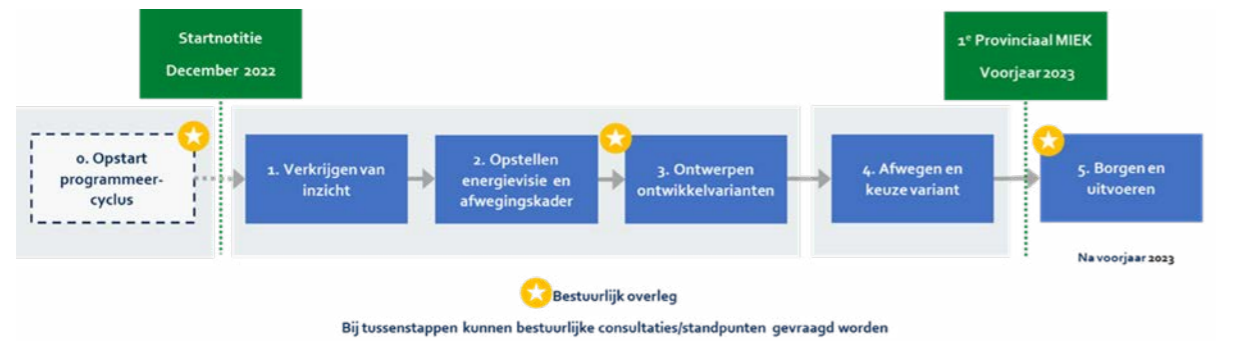 Startnotitie
December 2022
1e Provinciaal MIEK
Voorjaar 2023
0. Opstart
programmeer-
cyclus
1. Verkrijgen van
inzicht
2. Opstellen
energievisie en
afwegingskader
3. Ontwerpen
ontwikkelvarianten
4. Afwegen en
keuze variant
5. Borgen en
uitvoeren
Na voorjaar 2023
Bestuurlijk overleg
Bij tussenstappen kunnen bestuurlijke consultaties/standpunten gevraagd worden